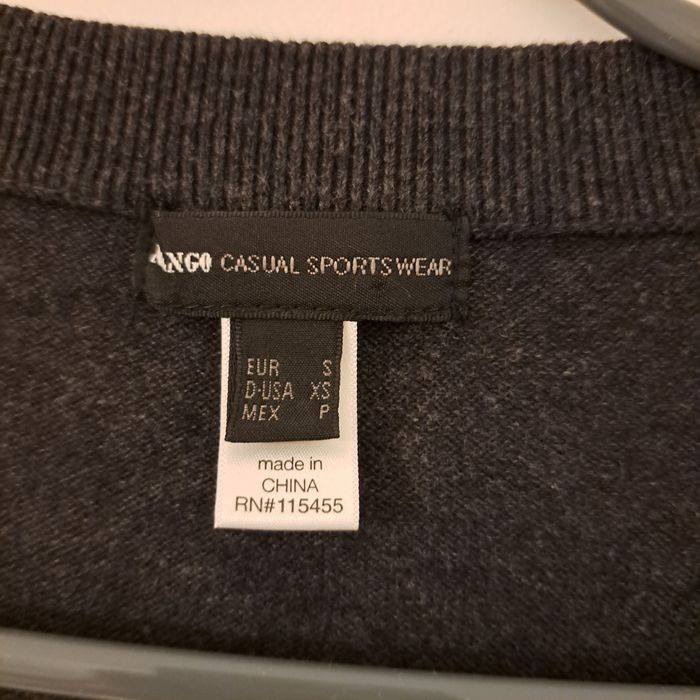 ANGO CASUAL SPORTSWEAR
EUR S
D-USA XS
MEX P
made in
CHINA
RN#115455